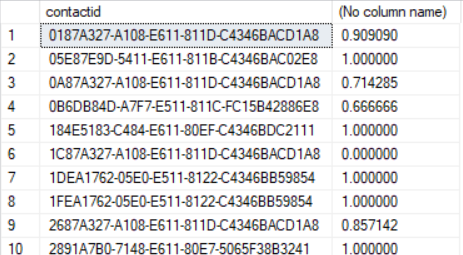 contactid (No column name)
1 0187A327-A108-E611-811D-C4346BACD1A8 0.909090
2 05E87E9D-5411-E611-811B-C4346BAC02E8 1.000000
3 0A87A327-A108-E611-811D-C4346BACD1A8 0.714285
4 0B6DB84D-A7F7-E511-811C-FC15B42886E8 0.666666
5 184E5183-C484-E611-80EF-C4346BDC2111 1.000000
6 1C87A327-A108-E611-811D-C4346BACD1A8 0.000000
7 1DEA1762-05E0-E511-8122-C4346BB59854 1.000000
8 1FEA1762-05E0-E511-8122-C4346BB59854 1.000000
9 2687A327-A108-E611-811D-C4346BACD1A8 0.857142
10 2891A7B0-7148-E611-80E7-5065F38B3241 1.000000